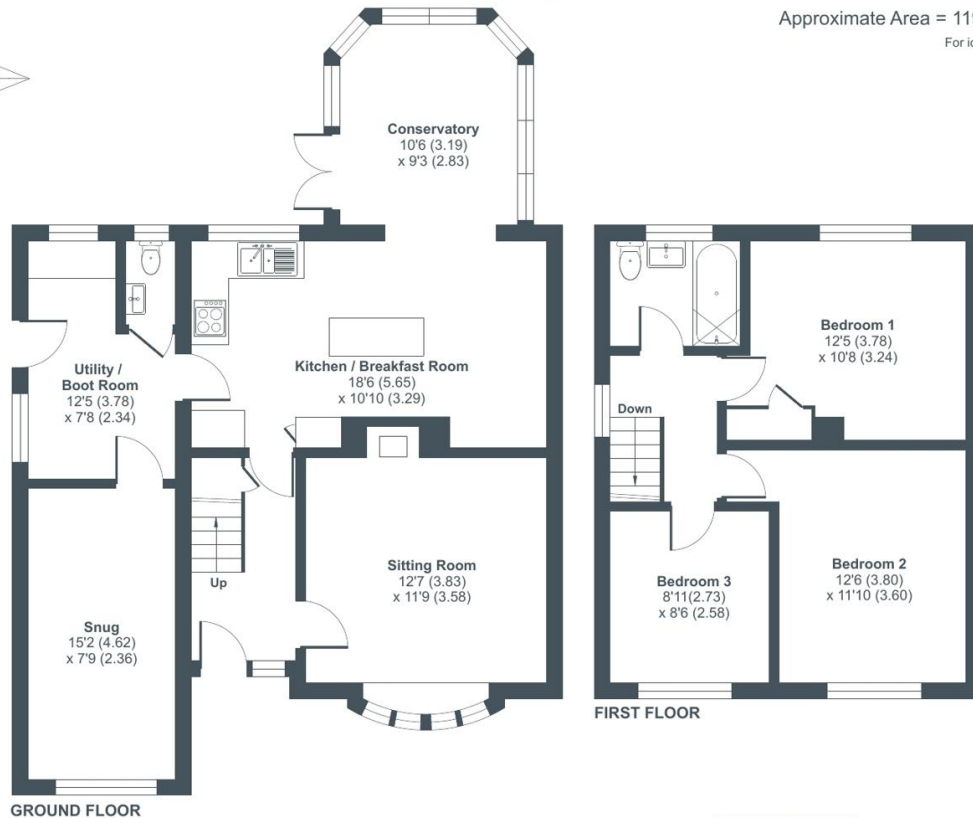 Approximate Area = 119
For id
Conservatory
10'6 (3.19)
x 9'3 (2.83)
Kitchen / Breakfast Room
18'6 (5.65)
x 10'10 (3.29)
Utility /
Boot Room
12'5 (3.78)
x 7'8 (2.34)
Up
Sitting Room
12'7 (3.83)
x 11'9 (3.58)
Snug
15'2 (4.62)
x 7'9 (2.36)
GROUND FLOOR
Bedroom 1
12'5 (3.78)
x 10'8 (3.24)
Down
Bedroom 2
12'6 (3.80)
x 11'10 (3.60)
Bedroom 3
8'11(2.73)
x 8'6 (2.58)
FIRST FLOOR